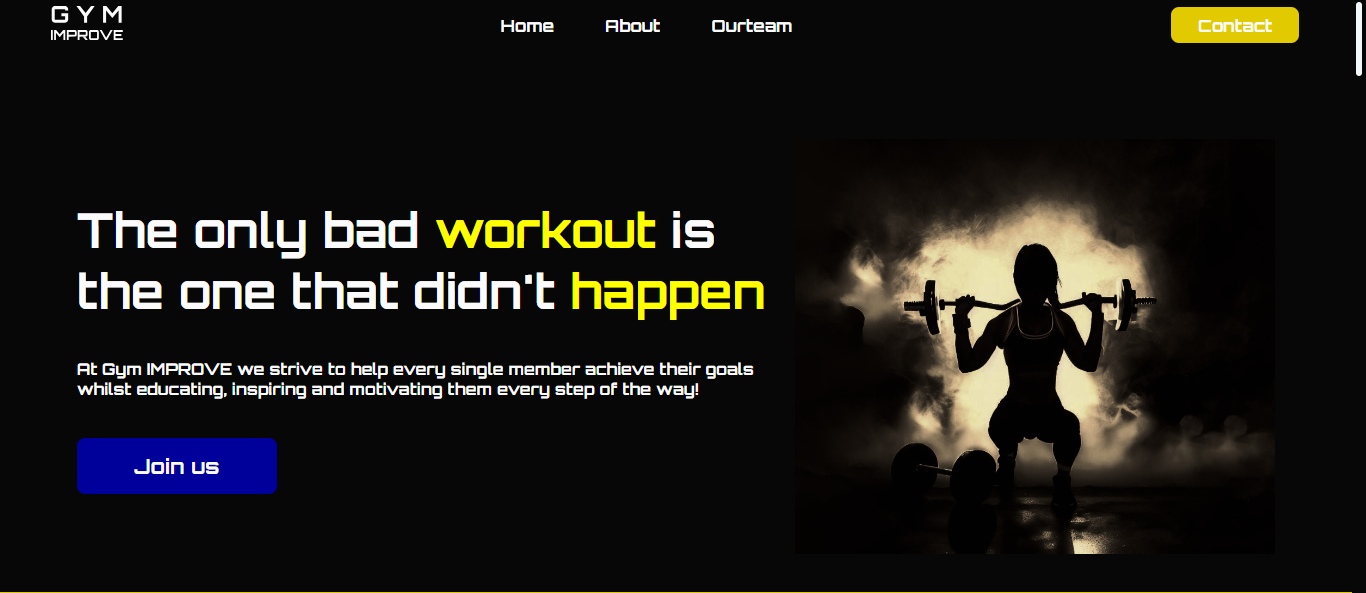 GYM
IMPROVE
Home About Ourteam Contact
The only bad workout is
the one that didn't happen
At Gym IMPROVE we strive to help every single member achieve their goals
whilst educating, inspiring and motivating them every step of the way!
Join us